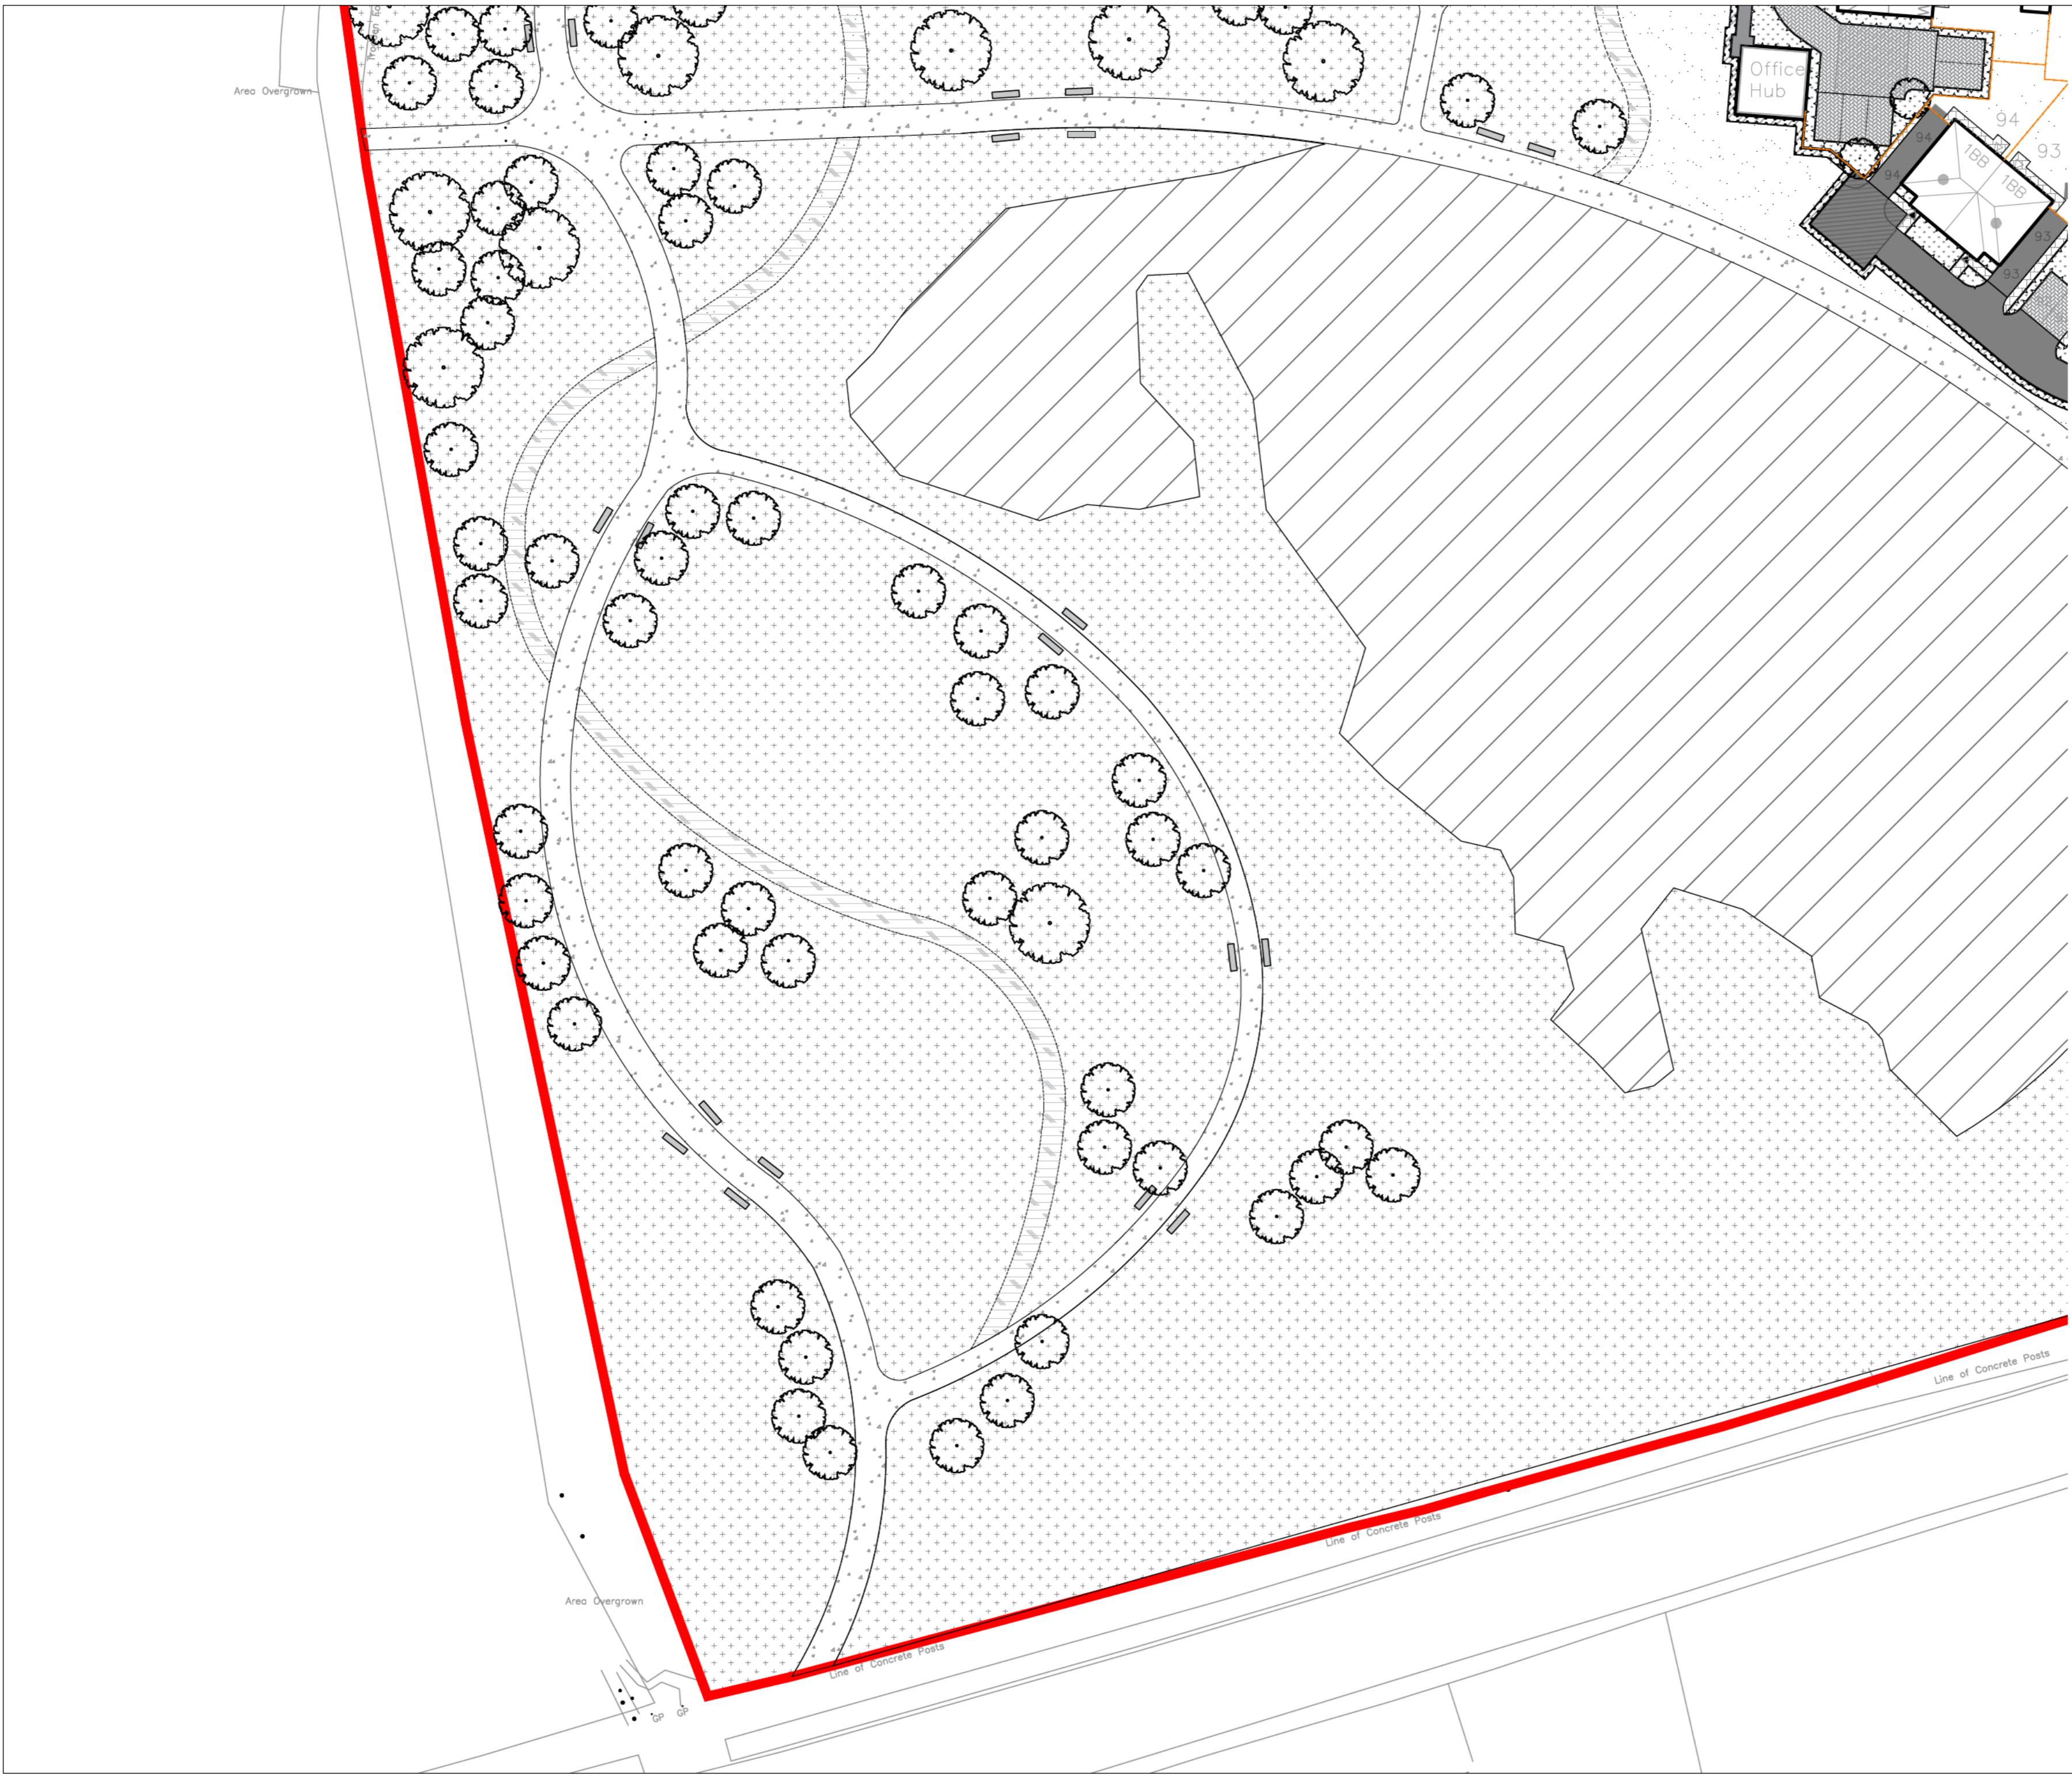 Area Overgrown
Office
Hub
94
93
94
94
1BB
1BB
93
93
Line of Concrete Posts
Line of Concrete Posts
Area Overgrown
Line of Concrete Posts
GP
GP